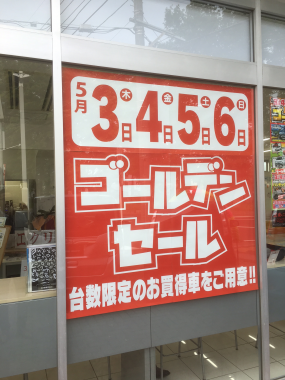 5月 3日 木 4日 金 5日 土 6日 日
ゴールデン
セール
台数限定のお買得車をご用意!!